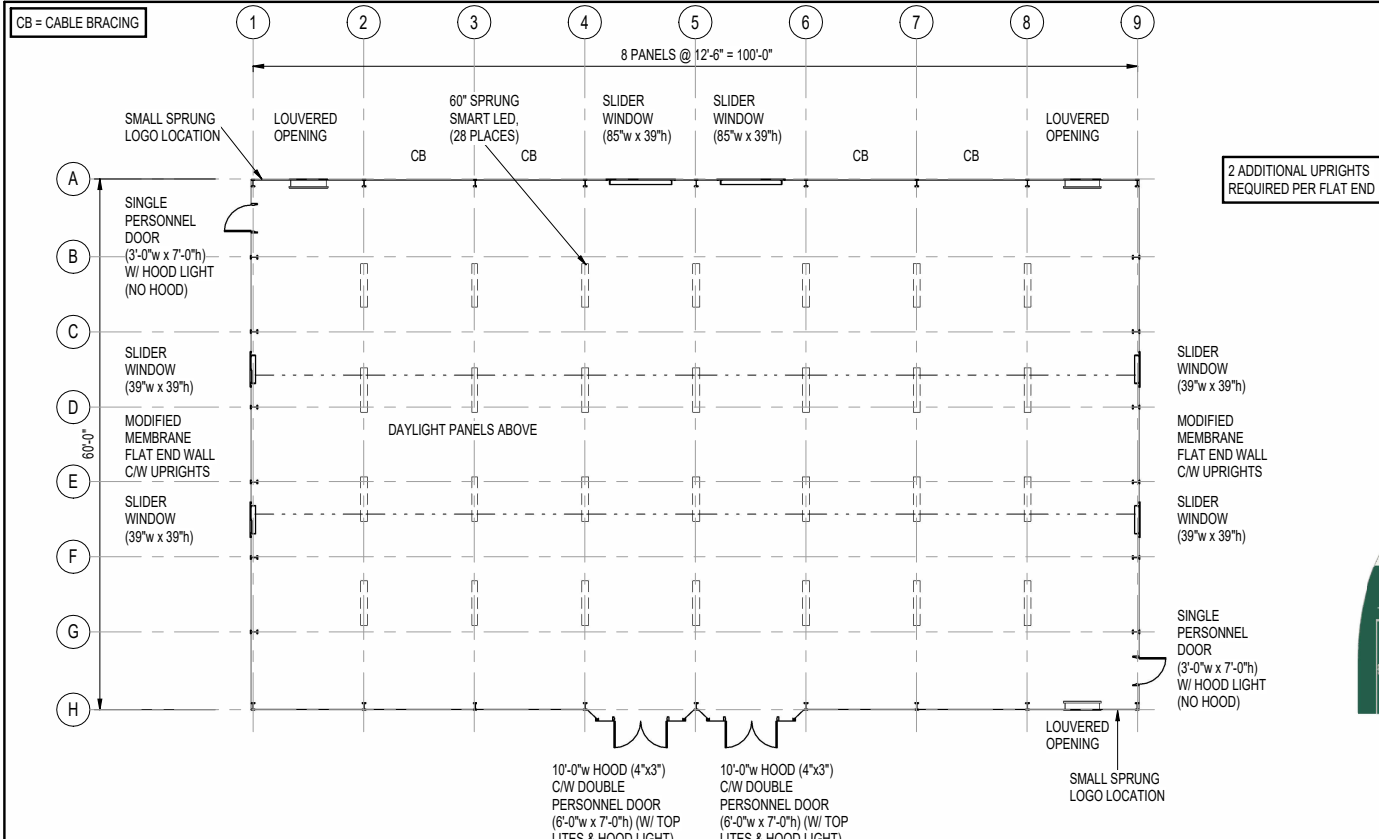 CB = CABLE BRACING
1
2
3
4
5
6
7
8
9
8 PANELS @ 12'-6" = 100'-0"
SMALL SPRUNG
LOGO LOCATION
LOUVERED
OPENING
CB
60" SPRUNG
SMART LED,
(28 PLACES)
CB
SLIDER
WINDOW
(85"w x 39"h)
SLIDER
WINDOW
(85"w x 39"h)
CB
CB
LOUVERED
OPENING
2 ADDITIONAL UPRIGHTS
REQUIRED PER FLAT END
A
B
C
D
E
F
G
H
60'-0"
SINGLE
PERSONNEL
DOOR
(3'-0"w x 7'-0"h)
W/ HOOD LIGHT
(NO HOOD)
SLIDER
WINDOW
(39"w x 39"h)
MODIFIED
MEMBRANE
FLAT END WALL
C/W UPRIGHTS
SLIDER
WINDOW
(39"w x 39"h)
DAYLIGHT PANELS ABOVE
SLIDER
WINDOW
(39"w x 39"h)
MODIFIED
MEMBRANE
FLAT END WALL
C/W UPRIGHTS
SLIDER
WINDOW
(39"w x 39"h)
SINGLE
PERSONNEL
DOOR
(3'-0"w x 7'-0"h)
W/ HOOD LIGHT
(NO HOOD)
10'-0"w HOOD (4"x3")
C/W DOUBLE
PERSONNEL DOOR
(6'-0"w x 7'-0"h) (W/ TOP
LITES & HOOD LIGHT)
10'-0"w HOOD (4"x3")
C/W DOUBLE
PERSONNEL DOOR
(6'-0"w x 7'-0"h) (W/ TOP
LITES & HOOD LIGHT)
LOUVERED
OPENING
SMALL SPRUNG
LOGO LOCATION